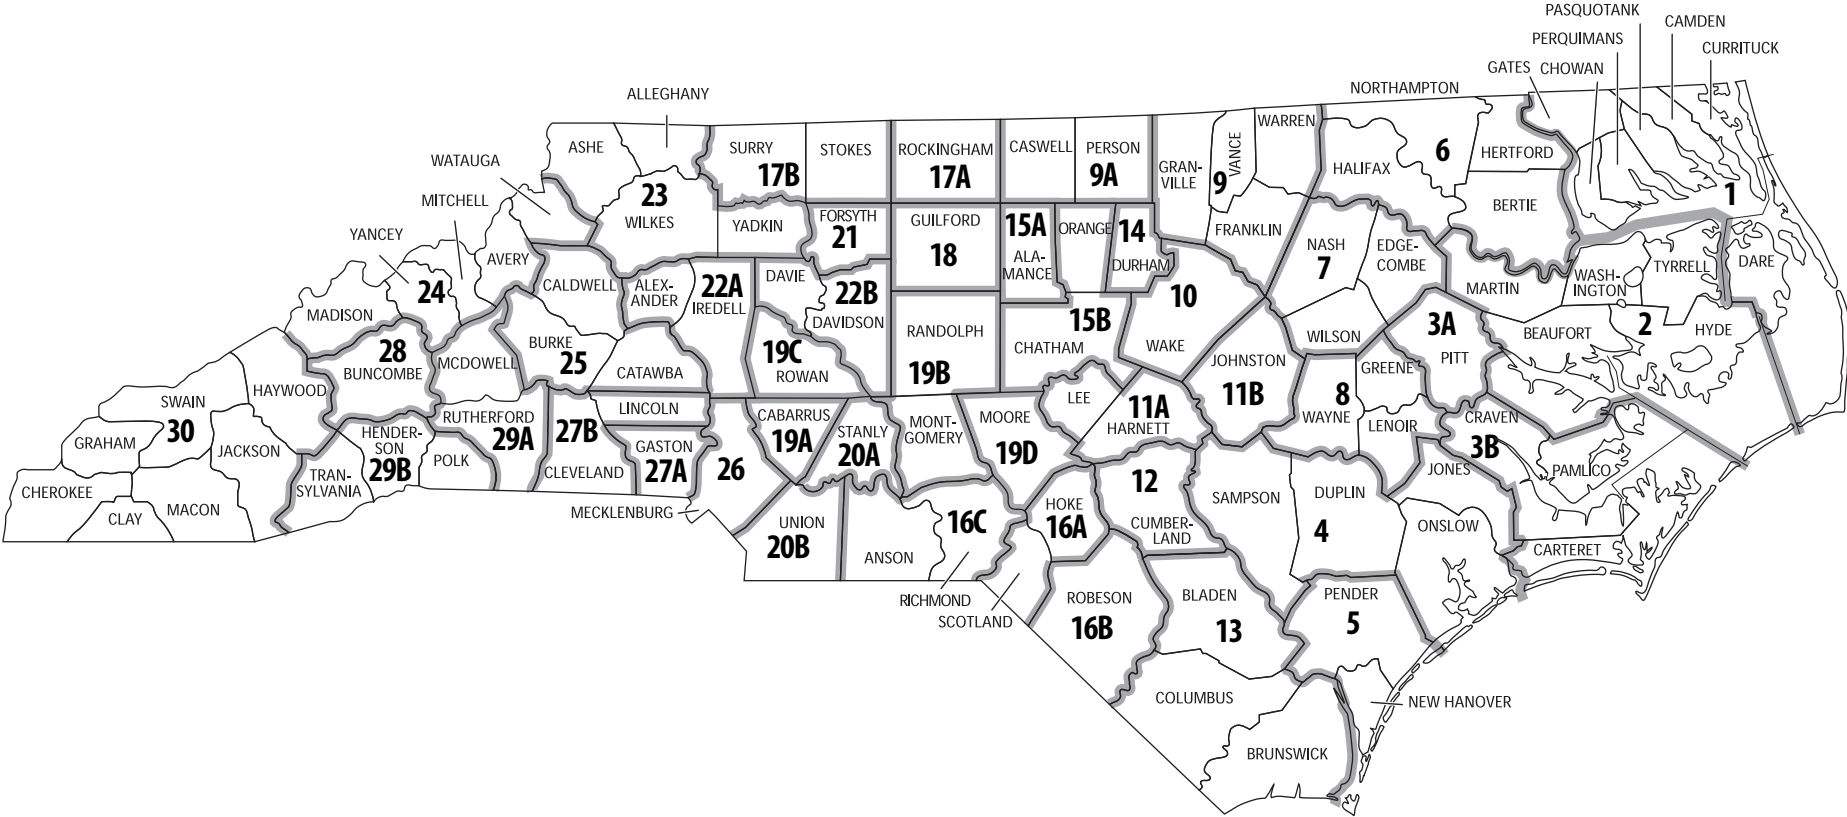 PASQUOTANK
CAMDEN
PERQUIMANS
CURRITUCK
GATES
CHOWAN
NORTHAMPTON
ALLEGHANY
ASHE
WATAUGA
MITCHELL
YANCEY
SURRY
17B
STOKES
ROCKINGHAM
17A
CASWELL
PERSON
9A
GRAN-
VILLE
9
VANCE
WARREN
HALIFAX
6
HERTFORD
BERTIE
1
23
WILKES
YADKIN
FORSYTH
21
GUILFORD
18
15A
ALA-
MANCE
ORANGE
14
DURHAM
FRANKLIN
NASH
7
EDGE-
COMBE
MARTIN
WASH-
INGTON
TYRRELL
DARE
AVERY
24
MADISON
CALDWELL
ALEX-
ANDER
22A
IREDELL
DAVIE
22B
DAVIDSON
RANDOLPH
19B
15B
CHATHAM
10
WAKE
WILSON
3A
PITT
BEAUFORT
2
HYDE
28
BUNCOMBE
MCDOWELL
BURKE
25
CATAWBA
19C
ROWAN
JOHNSTON
11B
8
WAYNE
GREENE
HAYWOOD
SWAIN
30
GRAHAM
JACKSON
CHEROKEE
CLAY
MACON
TRAN-
SYLVANIA
HENDER-
SON
29B
POLK
RUTHERFORD
29A
27B
CLEVELAND
LINCOLN
GASTON
27A
26
MECKLENBURG
CABARRUS
19A
STANLY
20A
MONT-
GOMERY
MOORE
19D
LEE
11A
HARNETT
LENOIR
CRAVEN
3B
JONES
PAMLICO
UNION
20B
ANSON
16C
RICHMOND
SCOTLAND
HOKE
16A
12
CUMBER-
LAND
SAMPSON
DUPLIN
4
ONSLOW
CARTERET
ROBESON
16B
BLADEN
13
PENDER
5
COLUMBUS
NEW HANOVER
BRUNSWICK